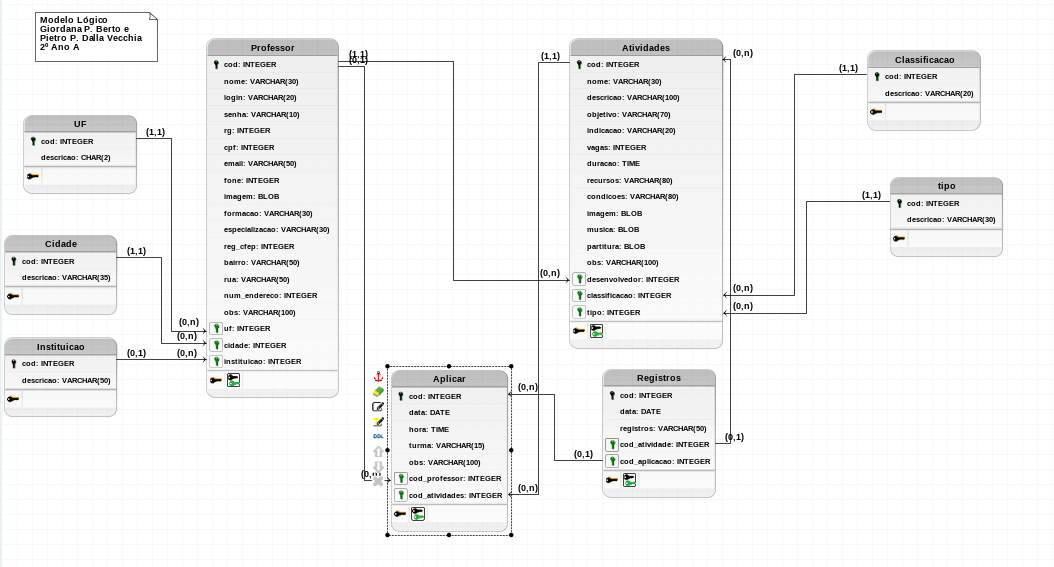 Modelo Lógico
Giordana P. Berto e
Pietro P. Dalla Vecchia
2º Ano A
Professor
cod: INTEGER
nome: VARCHAR(30)
login: VARCHAR(20)
senha: VARCHAR(10)
rg: INTEGER
cpf: INTEGER
email: VARCHAR(50)
fone: INTEGER
imagem: BLOB
formacao: VARCHAR(30)
especializacao: VARCHAR(30)
reg_cfep: INTEGER
bairro: VARCHAR(50)
rua: VARCHAR(50)
num_endereco: INTEGER
obs: VARCHAR(100)
uf: INTEGER
cidade: INTEGER
instituicao: INTEGER
UF
cod: INTEGER
descricao: CHAR(2)
(1,1)
(0,n)
Cidade
cod: INTEGER
descricao: VARCHAR(35)
(1,1)
(0,n)
Instituicao
cod: INTEGER
descricao: VARCHAR(50)
(0,1)
(0,n)
(1,1)
(0,n)
Atividades
cod: INTEGER
nome: VARCHAR(30)
descricao: VARCHAR(100)
objetivo: VARCHAR(70)
indicacao: VARCHAR(20)
vagas: INTEGER
duracao: TIME
recursos: VARCHAR(80)
condicoes: VARCHAR(80)
imagem: BLOB
musica: BLOB
partitura: BLOB
obs: VARCHAR(100)
desenvolvedor: INTEGER
classificacao: INTEGER
tipo: INTEGER
(1,1)
(0,n)
(0,n)
(0,n)
Classificacao
cod: INTEGER
descricao: VARCHAR(20)
(1,1)
tipo
cod: INTEGER
descricao: VARCHAR(30)
(1,1)
Aplicar
cod: INTEGER
data: DATE
hora: TIME
turma: VARCHAR(15)
obs: VARCHAR(100)
cod_professor: INTEGER
cod_atividades: INTEGER
DDL
(0,n)
(0,n)
(0,1)
Registros
cod: INTEGER
data: DATE
registros: VARCHAR(50)
cod_atividade: INTEGER
cod_aplicacao: INTEGER
(0,1)